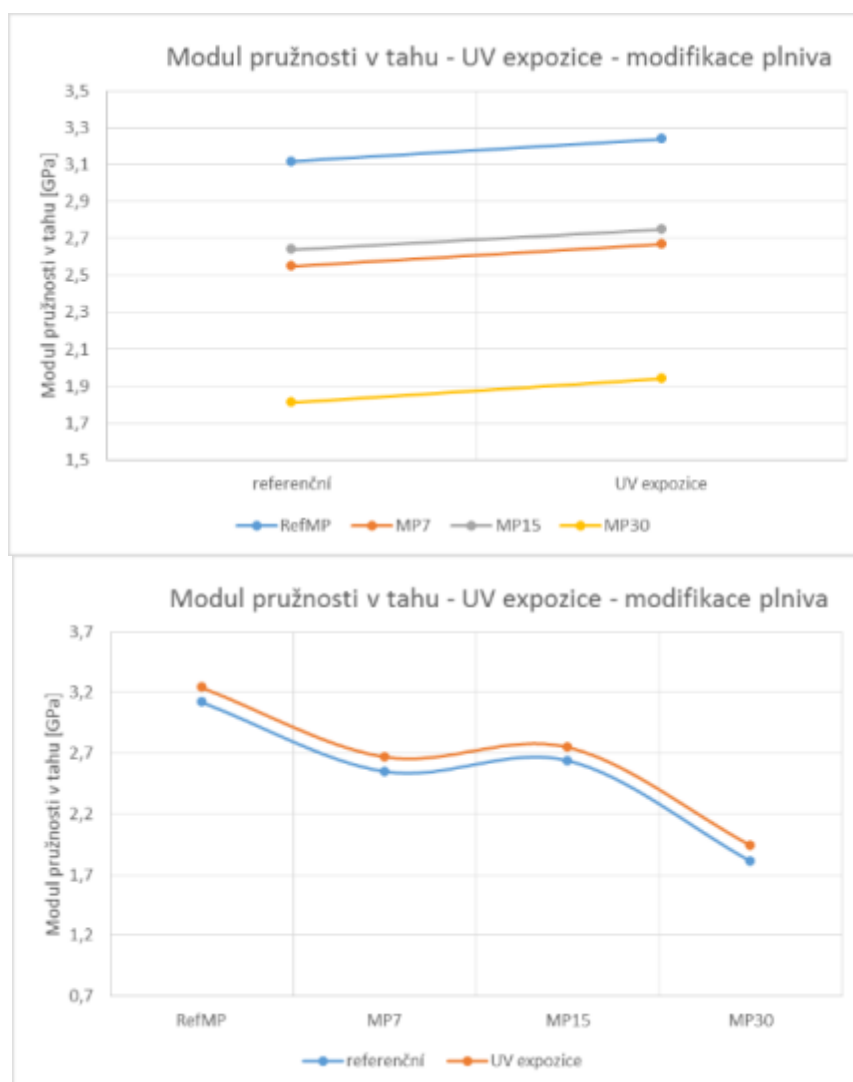 Modul pružnosti v tahu - UV expozice - modifikace plniva
Modul pružnosti v tahu [GPa]
3,5
3,3
3,1
2,9
2,7
2,5
2,3
2,1
1,9
1,7
1,5
referenční UV expozice
RefMP MP7 MP15 MP30
Modul pružnosti v tahu - UV expozice - modifikace plniva
Modul pružnosti v tahu [GPa]
3,7
3,2
2,7
2,2
1,7
1,2
0,7
RefMP MP7 MP15 MP30
referenční UV expozice